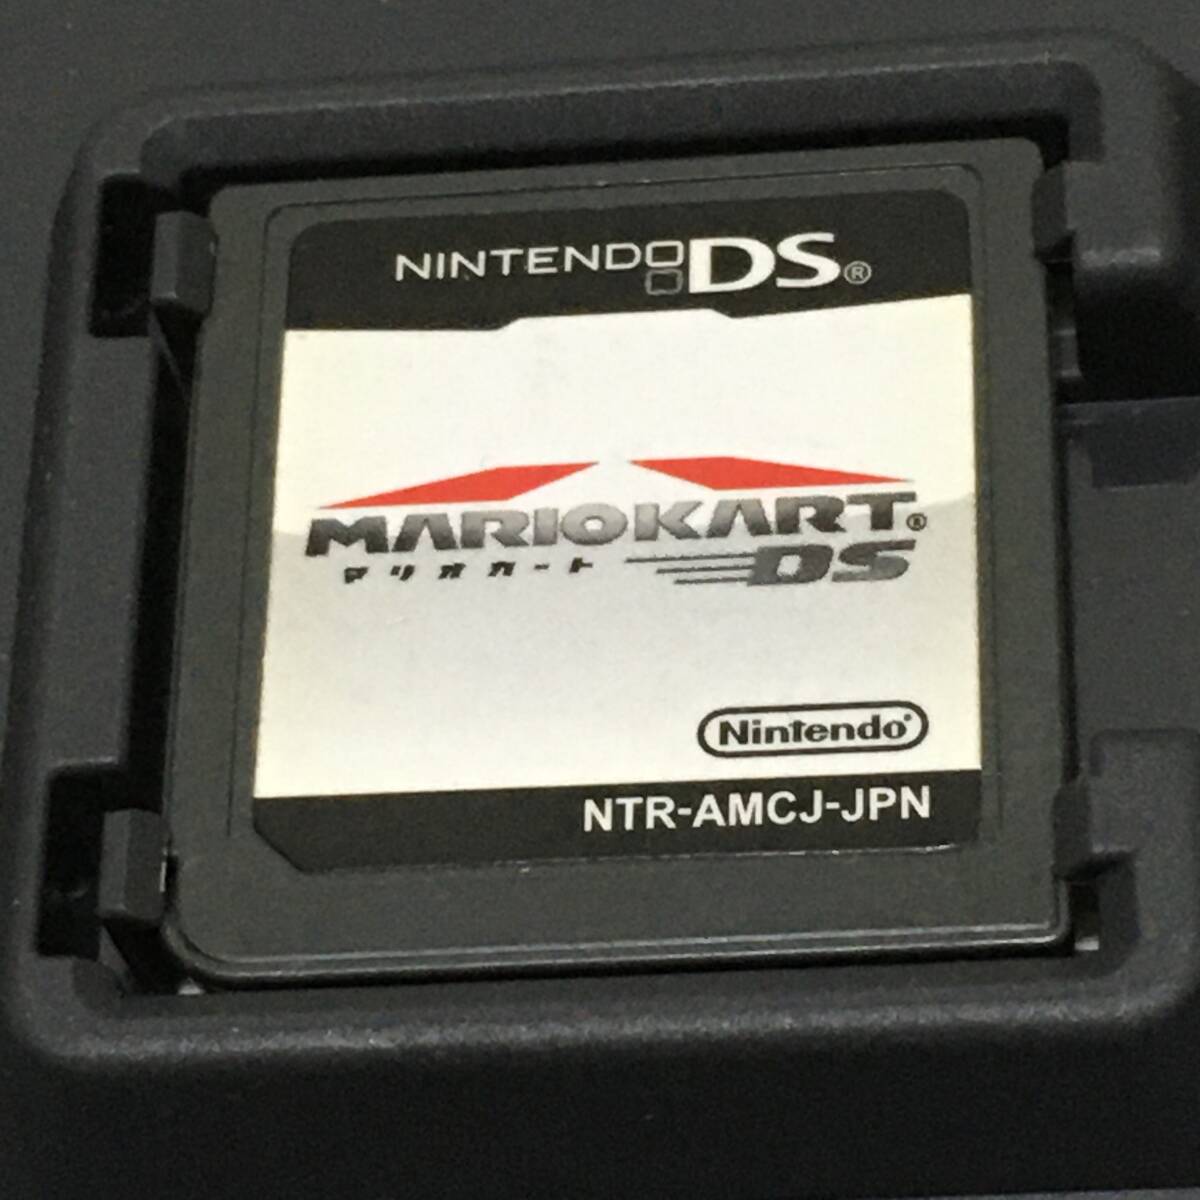 NINTENDO DS®
MARIOKART®
マリオカート DS
Nintendo®
NTR-AMCJ-JPN